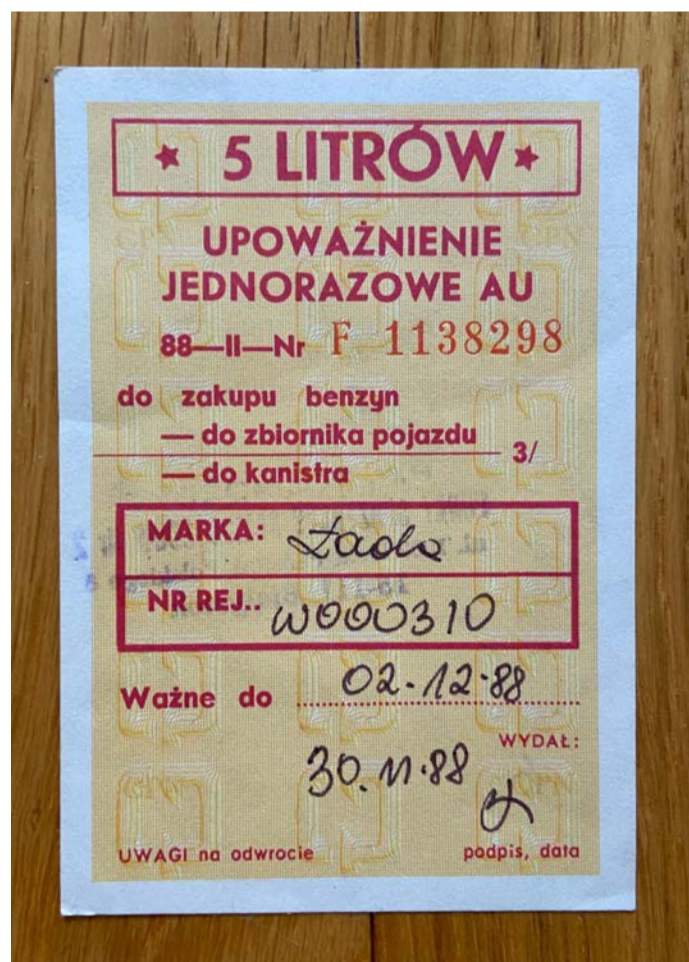 ★ 5 LITRÓW ★
UPOWAŻNIENIE
JEDNORAZOWE AU
88—II—Nr F 1138298
do zakupu benzyn
— do zbiornika pojazdu
3/
— do kanistra
MARKA: Łada
NR REJ.. W000310
Ważne do 02-12-88
WYDAŁ:
30.11.88
UWAGI na odwrocie podpis, data